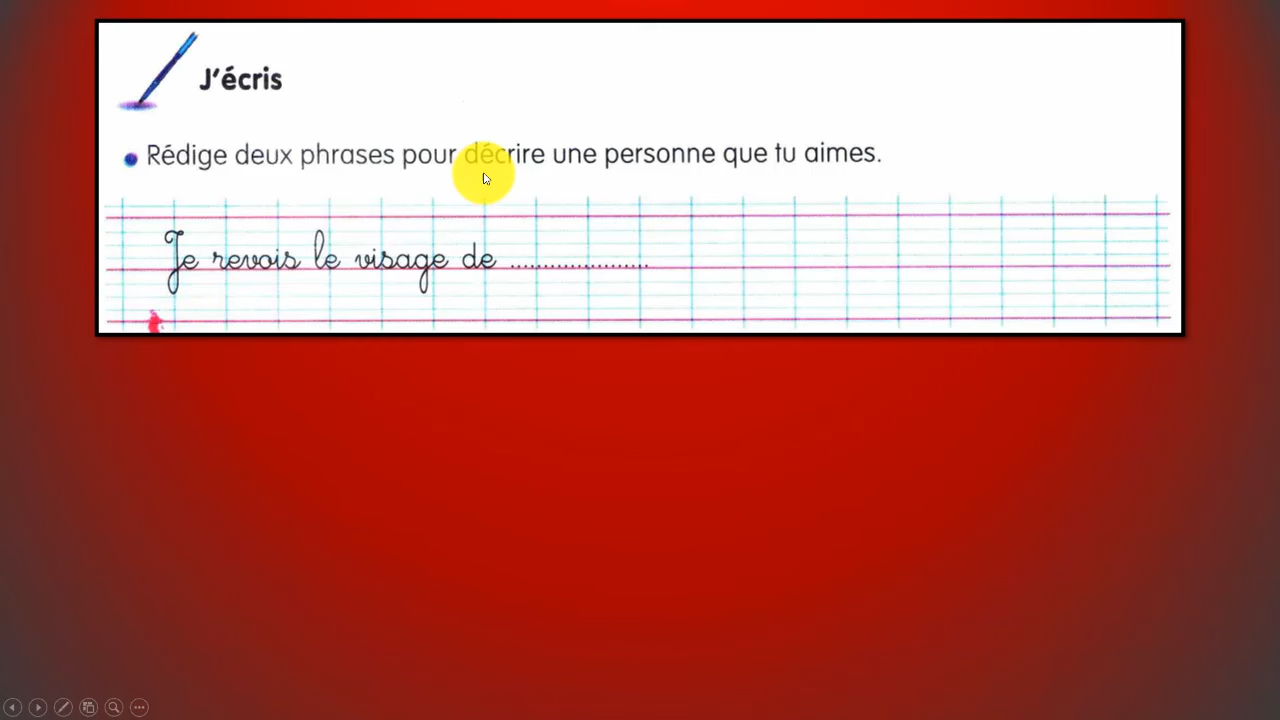 J'écris
Rédige deux phrases pour décrire une personne que tu aimes.
Je revois le visage de ....................